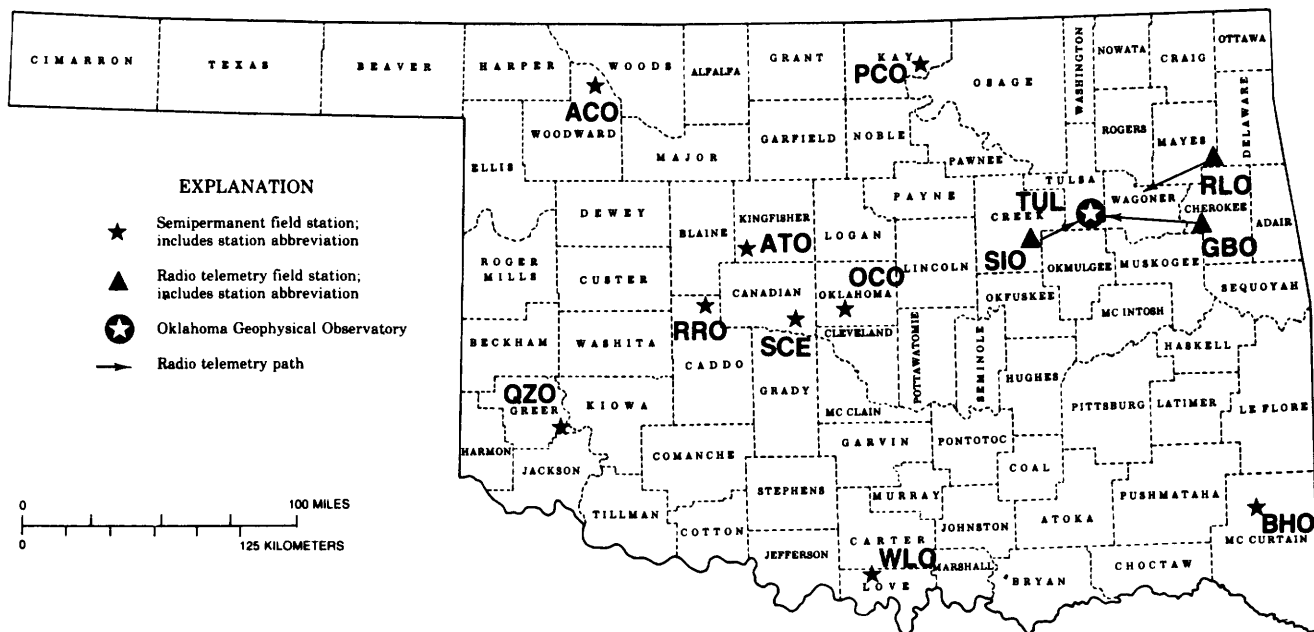 CIMARRON
TEXAS
BEAVER
HARPER
WOODS
ALFALFA
GRANT
KAY
PCO
OSAGE
WASHINGTON
NOWATA
CRAIG
OTTAWA
ACO
WOODWARD
MAJOR
GARFIELD
NOBLE
PAWNEE
ROGERS
MAYES
DELAWARE
ELLIS
RLO
EXPLANATION
Semipermanent field station;
includes station abbreviation
Radio telemetry field station;
includes station abbreviation
Oklahoma Geophysical Observatory
Radio telemetry path
DEWEY
BLAINE
KINGFISHER
ATO
LOGAN
PAYNE
CREEK
TUL
TULSA
WAGONER
CHEROKEE
ADAIR
GBO
SIO
ROGER
MILLS
CUSTER
CANADIAN
OCO
OKLAHOMA
LINCOLN
OKMULGEE
MUSKOGEE
SEQUOYAH
OKFUSKEE
MC INTOSH
RRO
SCE
CLEVELAND
POTTAWATOMIE
SEMINOLE
BECKHAM
WASHITA
CADDO
GRADY
HUGHES
HASKELL
QZO
GREER
KIOWA
MC CLAIN
PITTSBURG
LATIMER
LE FLORE
HARMON
JACKSON
COMANCHE
GARVIN
PONTOTOC
COAL
STEPHENS
MURRAY
PUSHMATAHA
TILLMAN
COTTON
JOHNSTON
ATOKA
BHO
MC CURTAIN
JEFFERSON
CARTER
WLO
LOVE
MARSHALL
BRYAN
CHOCTAW
0
100 MILES
0
125 KILOMETERS